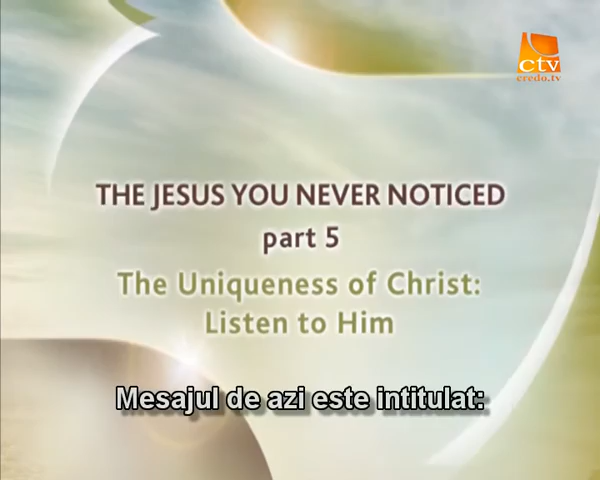 ctv
credo.tv
THE JESUS YOU NEVER NOTICED
part 5
The Uniqueness of Christ:
Listen to Him
Mesajul de azi este intitulat: